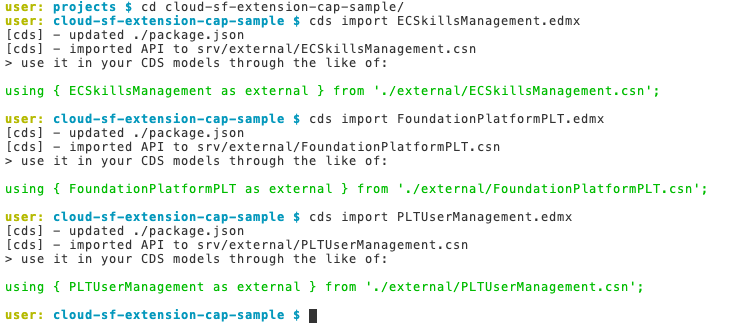 user: projects $ cd cloud-sf-extension-cap-sample/
user: cloud-sf-extension-cap-sample $ cds import ECSkillsManagement.edmx
[cds] - updated ./package.json
[cds] - imported API to srv/external/ECSkillsManagement.csn
> use it in your CDS models through the like of:
using { ECSkillsManagement as external } from './external/ECSkillsManagement.csn';
user: cloud-sf-extension-cap-sample $ cds import FoundationPlatformPLT.edmx
[cds] - updated ./package.json
[cds] - imported API to srv/external/FoundationPlatformPLT.csn
> use it in your CDS models through the like of:
using { FoundationPlatformPLT as external } from './external/FoundationPlatformPLT.csn';
user: cloud-sf-extension-cap-sample $ cds import PLTUserManagement.edmx
[cds] - updated ./package.json
[cds] - imported API to srv/external/PLTUserManagement.csn
> use it in your CDS models through the like of:
using { PLTUserManagement as external } from './external/PLTUserManagement.csn';
user: cloud-sf-extension-cap-sample $